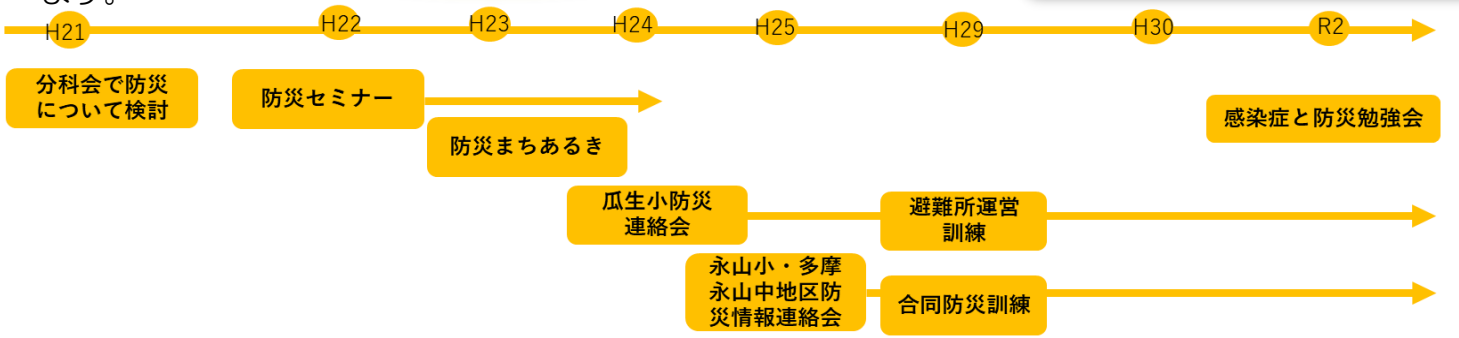 ます。
H21
H22
H23
H24
H25
H29
H30
R2
分科会で防災
について検討
防災セミナー
感染症と防災勉強会
防災まちあるき
瓜生小防災
連絡会
避難所運営
訓練
永山小・多摩
永山中地区防
災情報連絡会
合同防災訓練